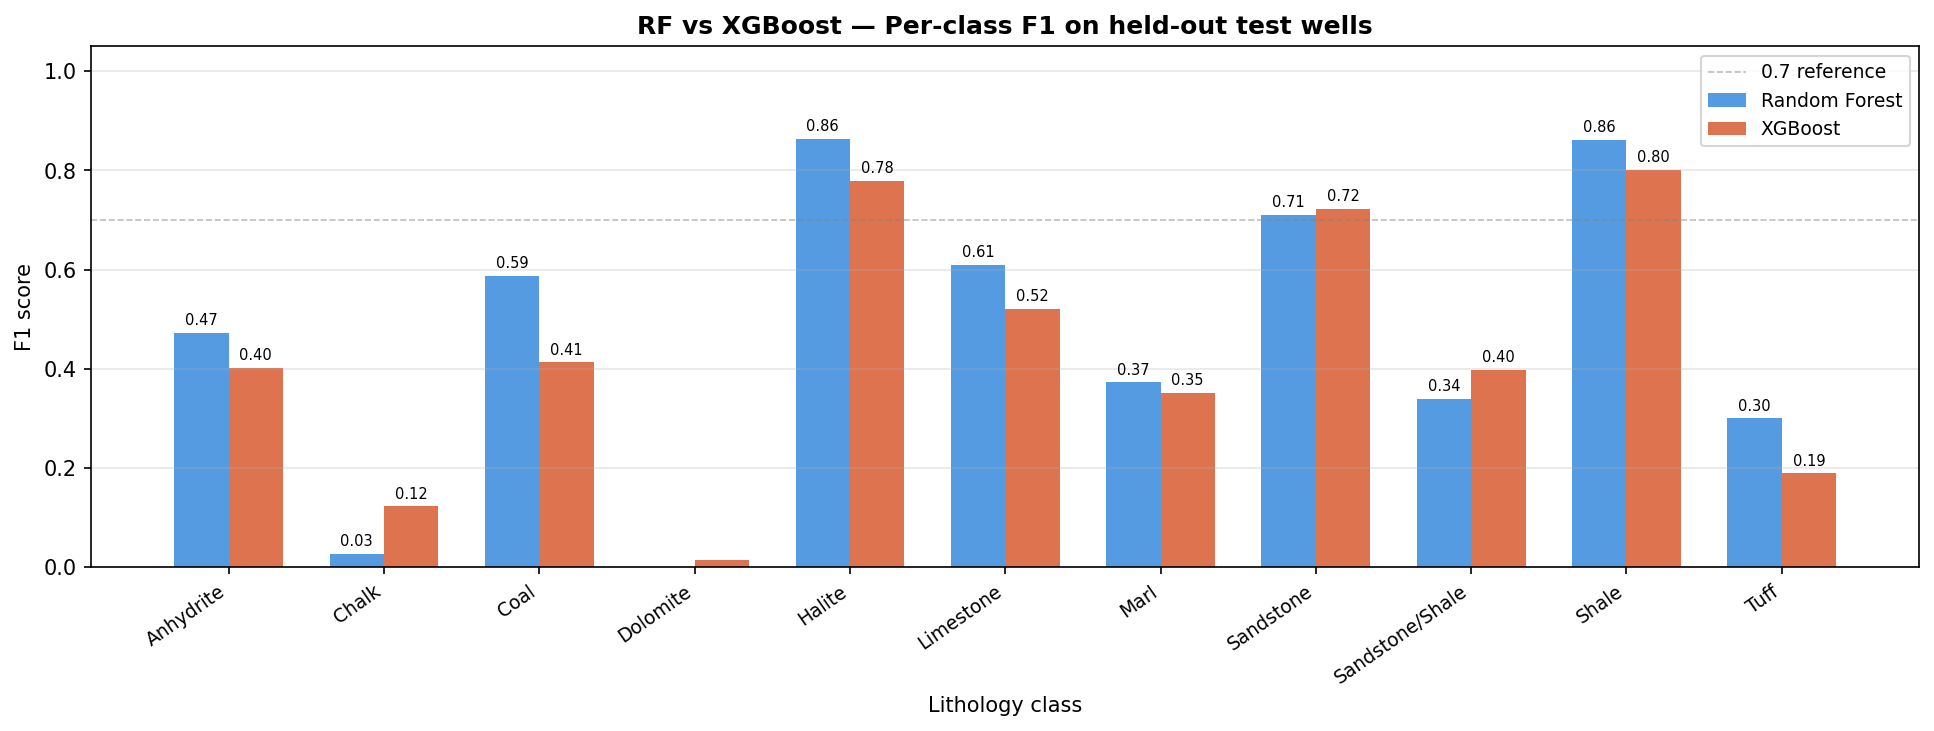 RF vs XGBoost — Per-class F1 on held-out test wells
1.0
0.8
0.6
0.4
0.2
0.0
F1 score
0.7 reference
Random Forest
XGBoost
0.47
0.40
0.03
0.12
0.59
0.41
0.86
0.78
0.61
0.52
0.37
0.35
0.71
0.72
0.34
0.40
0.86
0.80
0.30
0.19
Anhydrite
Chalk
Coal
Dolomite
Halite
Limestone
Marl
Sandstone
Sandstone/Shale
Shale
Tuff
Lithology class